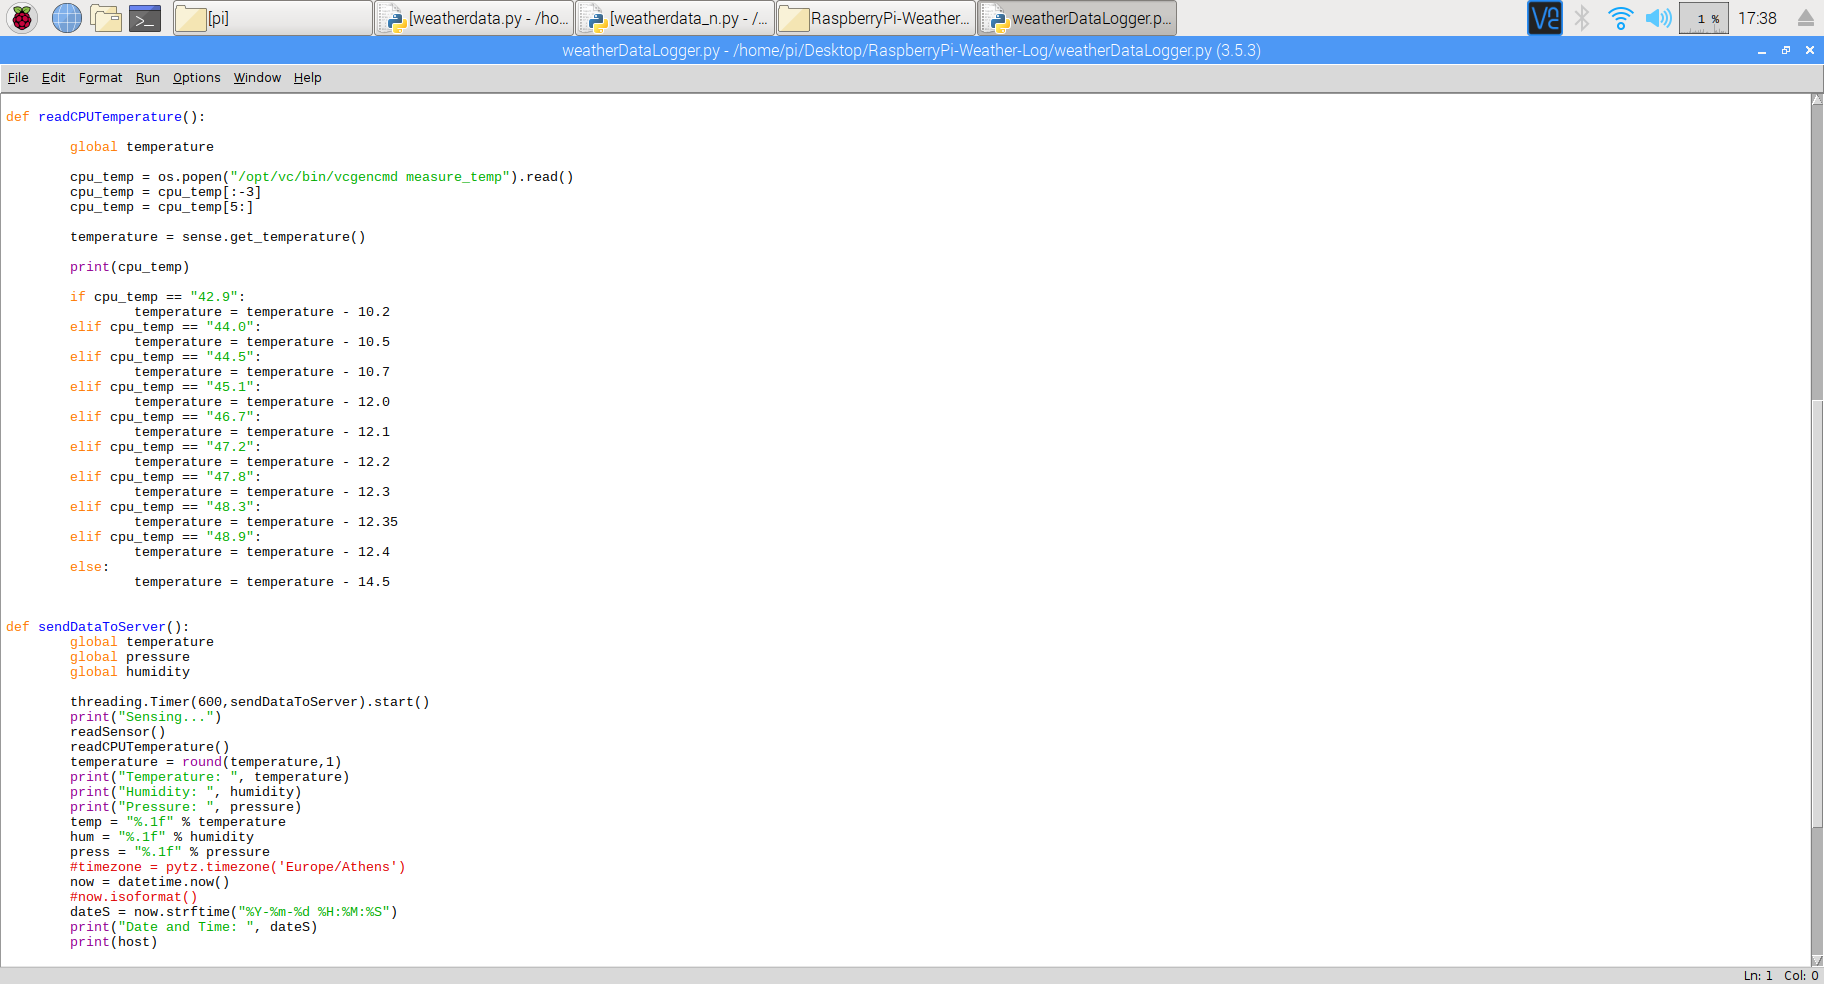 [pi]
[weatherdata.py - /ho...
[weatherdata_n.py - /...
RaspberryPi-Weather...
weatherDataLogger.p...
1 %
17:38
weatherDataLogger.py - /home/pi/Desktop/RaspberryPi-Weather-Log/weatherDataLogger.py (3.5.3)
File Edit Format Run Options Window Help
def readCPUTemperature():
global temperature
cpu_temp = os.popen("/opt/vc/bin/vcgencmd measure_temp").read()
cpu_temp = cpu_temp[:-3]
cpu_temp = cpu_temp[5:]
temperature = sense.get_temperature()
print(cpu_temp)
if cpu_temp == "42.9":
temperature = temperature - 10.2
elif cpu_temp == "44.0":
temperature = temperature - 10.5
elif cpu_temp == "44.5":
temperature = temperature - 10.7
elif cpu_temp == "45.1":
temperature = temperature - 12.0
elif cpu_temp == "46.7":
temperature = temperature - 12.1
elif cpu_temp == "47.2":
temperature = temperature - 12.2
elif cpu_temp == "47.8":
temperature = temperature - 12.3
elif cpu_temp == "48.3":
temperature = temperature - 12.35
elif cpu_temp == "48.9":
temperature = temperature - 12.4
else:
temperature = temperature - 14.5
def sendDataToServer():
global temperature
global pressure
global humidity
threading.Timer(600,sendDataToServer).start()
print("Sensing...")
readSensor()
readCPUTemperature()
temperature = round(temperature,1)
print("Temperature: ", temperature)
print("Humidity: ", humidity)
print("Pressure: ", pressure)
temp = "%.1f" % temperature
hum = "%.1f" % humidity
press = "%.1f" % pressure
#timezone = pytz.timezone('Europe/Athens')
now = datetime.now()
#now.isoformat()
dateS = now.strftime("%Y-%m-%d %H:%M:%S")
print("Date and Time: ", dateS)
print(host)
Ln: 1 Col: 0